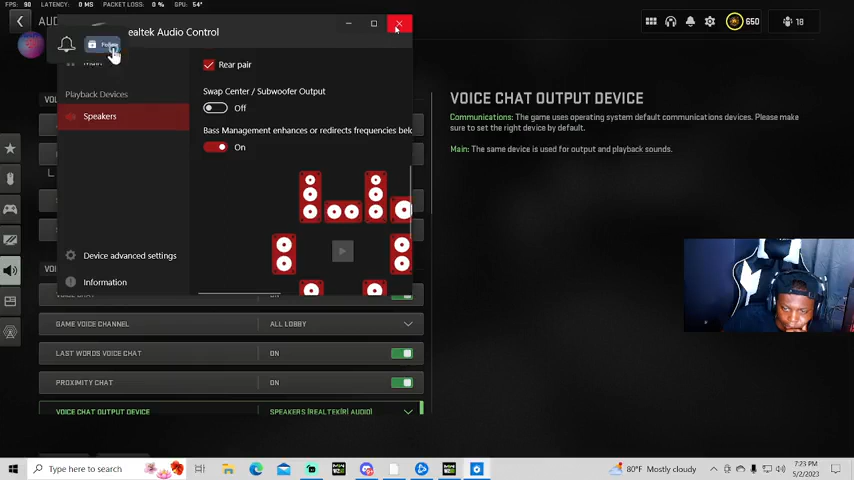 FPS: 90 LATENCY: 0 MS PACKET LOSS: 0 % GPU: 54°
AU
ealtek Audio Control
650
18
Follow
Playback Devices
Speakers
Device advanced settings
Information
Rear pair
Swap Center / Subwoofer Output
Off
Bass Management enhances or redirects frequencies belo
On
VO
VO
GAME VOICE CHANNEL ALL LOBBY
LAST WORDS VOICE CHAT ON
PROXIMITY CHAT ON
VOICE CHAT OUTPUT DEVICE SPEAKERS [REALTEK(R) AUDIO]
VOICE CHAT OUTPUT DEVICE
Communications: The game uses operating system default communications devices. Please make
sure to set the right device by default.
Main: The same device is used for output and playback sounds.
Type here to search
80°F Mostly cloudy
7:23 PM
5/2/2023